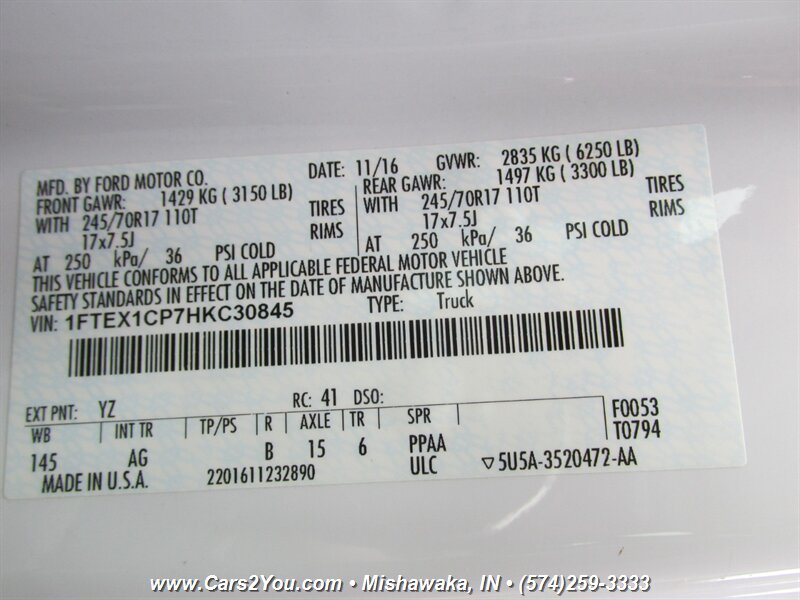 MFD. BY FORD MOTOR CO.
DATE: 11/16 GVWR: 2835 KG ( 6250 LB)
FRONT GAWR: 1429 KG ( 3150 LB) REAR GAWR: 1497 KG ( 3300 LB)
WITH 245/70R17 110T TIRES WITH 245/70R17 110T TIRES
17x7.5J RIMS 17x7.5J RIMS
AT 250 kPa/ 36 PSI COLD AT 250 kPa/ 36 PSI COLD
THIS VEHICLE CONFORMS TO ALL APPLICABLE FEDERAL MOTOR VEHICLE
SAFETY STANDARDS IN EFFECT ON THE DATE OF MANUFACTURE SHOWN ABOVE.
VIN: 1FTEX1CP7HKC30845 TYPE: Truck
EXT PNT: YZ RC: 41 DSO: F0053
WB INT TR TP/PS R AXLE TR SPR T0794
145 AG B 15 6 PPAA
MADE IN U.S.A. 2201611232890 ULC ▽5U5A-3520472-AA
www.Cars2You.com • Mishawaka, IN • (574)259-3333